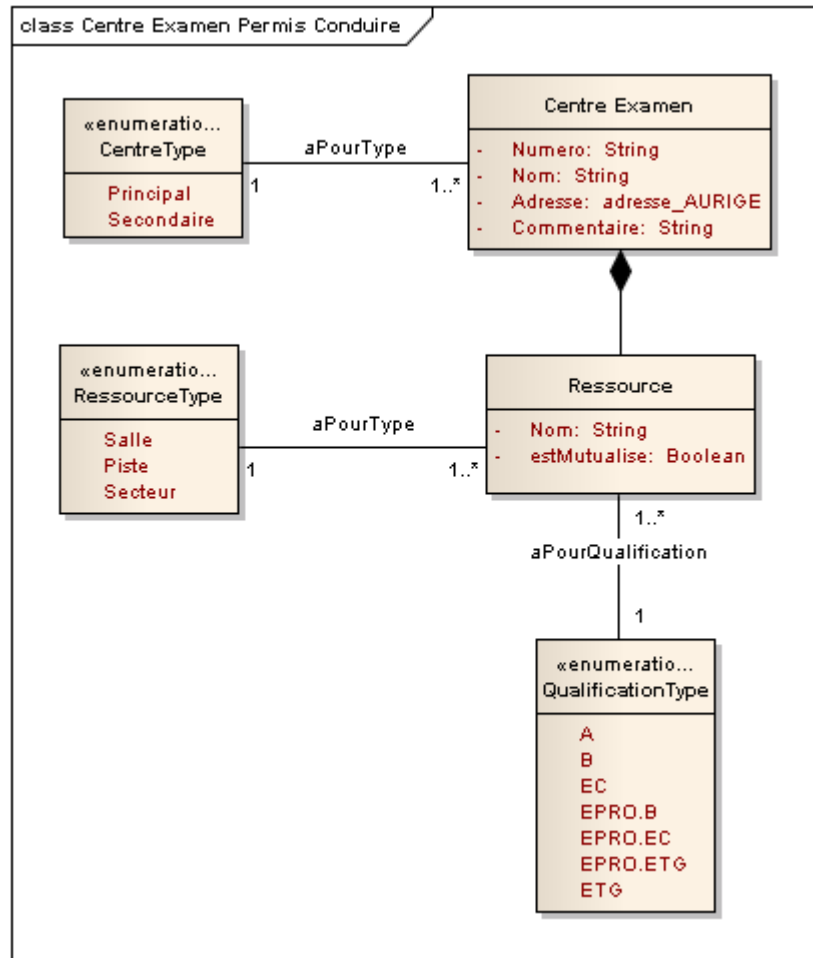 class Centre Examen Permis Conduire
«enumeratio...
CentreType
Principal
Secondaire
aPourType
1
1..*
Centre Examen
- Numero: String
- Nom: String
- Adresse: adresse_AURIGE
- Commentaire: String
«enumeratio...
RessourceType
Salle
Piste
Secteur
aPourType
1
1..*
Ressource
- Nom: String
- estMutualise: Boolean
1..*
aPourQualification
1
«enumeratio...
QualificationType
A
B
EC
EPRO.B
EPRO.EC
EPRO.ETG
ETG